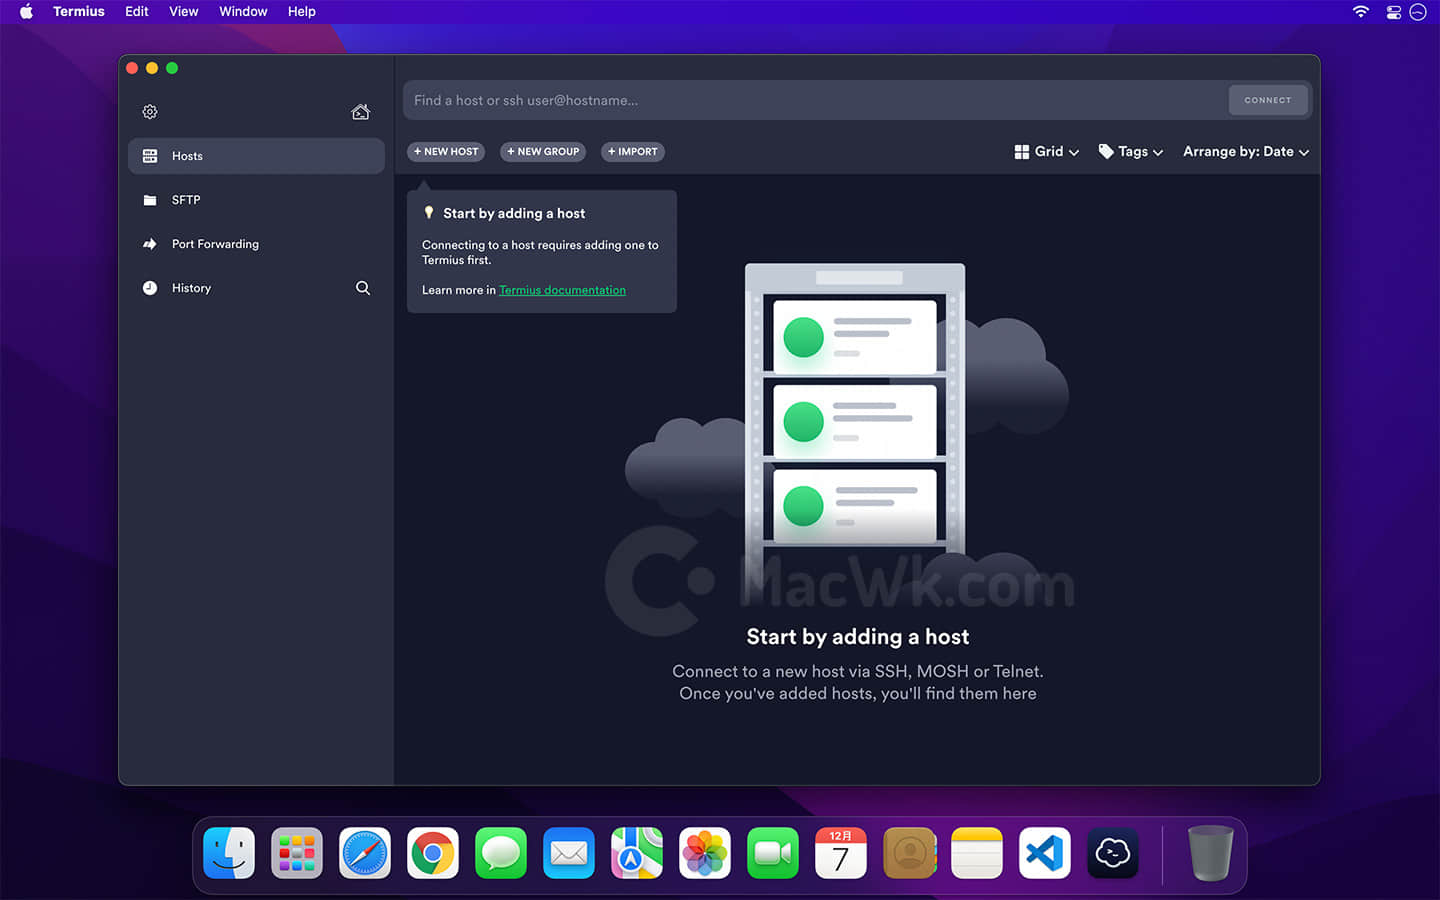 Termius Edit View Window Help
Find a host or ssh user@hostname...
CONNECT
Hosts
SFTP
Port Forwarding
History
+ NEW HOST
+ NEW GROUP
+ IMPORT
Grid
Tags
Arrange by: Date
Start by adding a host
Connecting to a host requires adding one to
Termius first.
Learn more in Termius documentation
MacWk.com
Start by adding a host
Connect to a new host via SSH, MOSH or Telnet.
Once you've added hosts, you'll find them here
12月
7